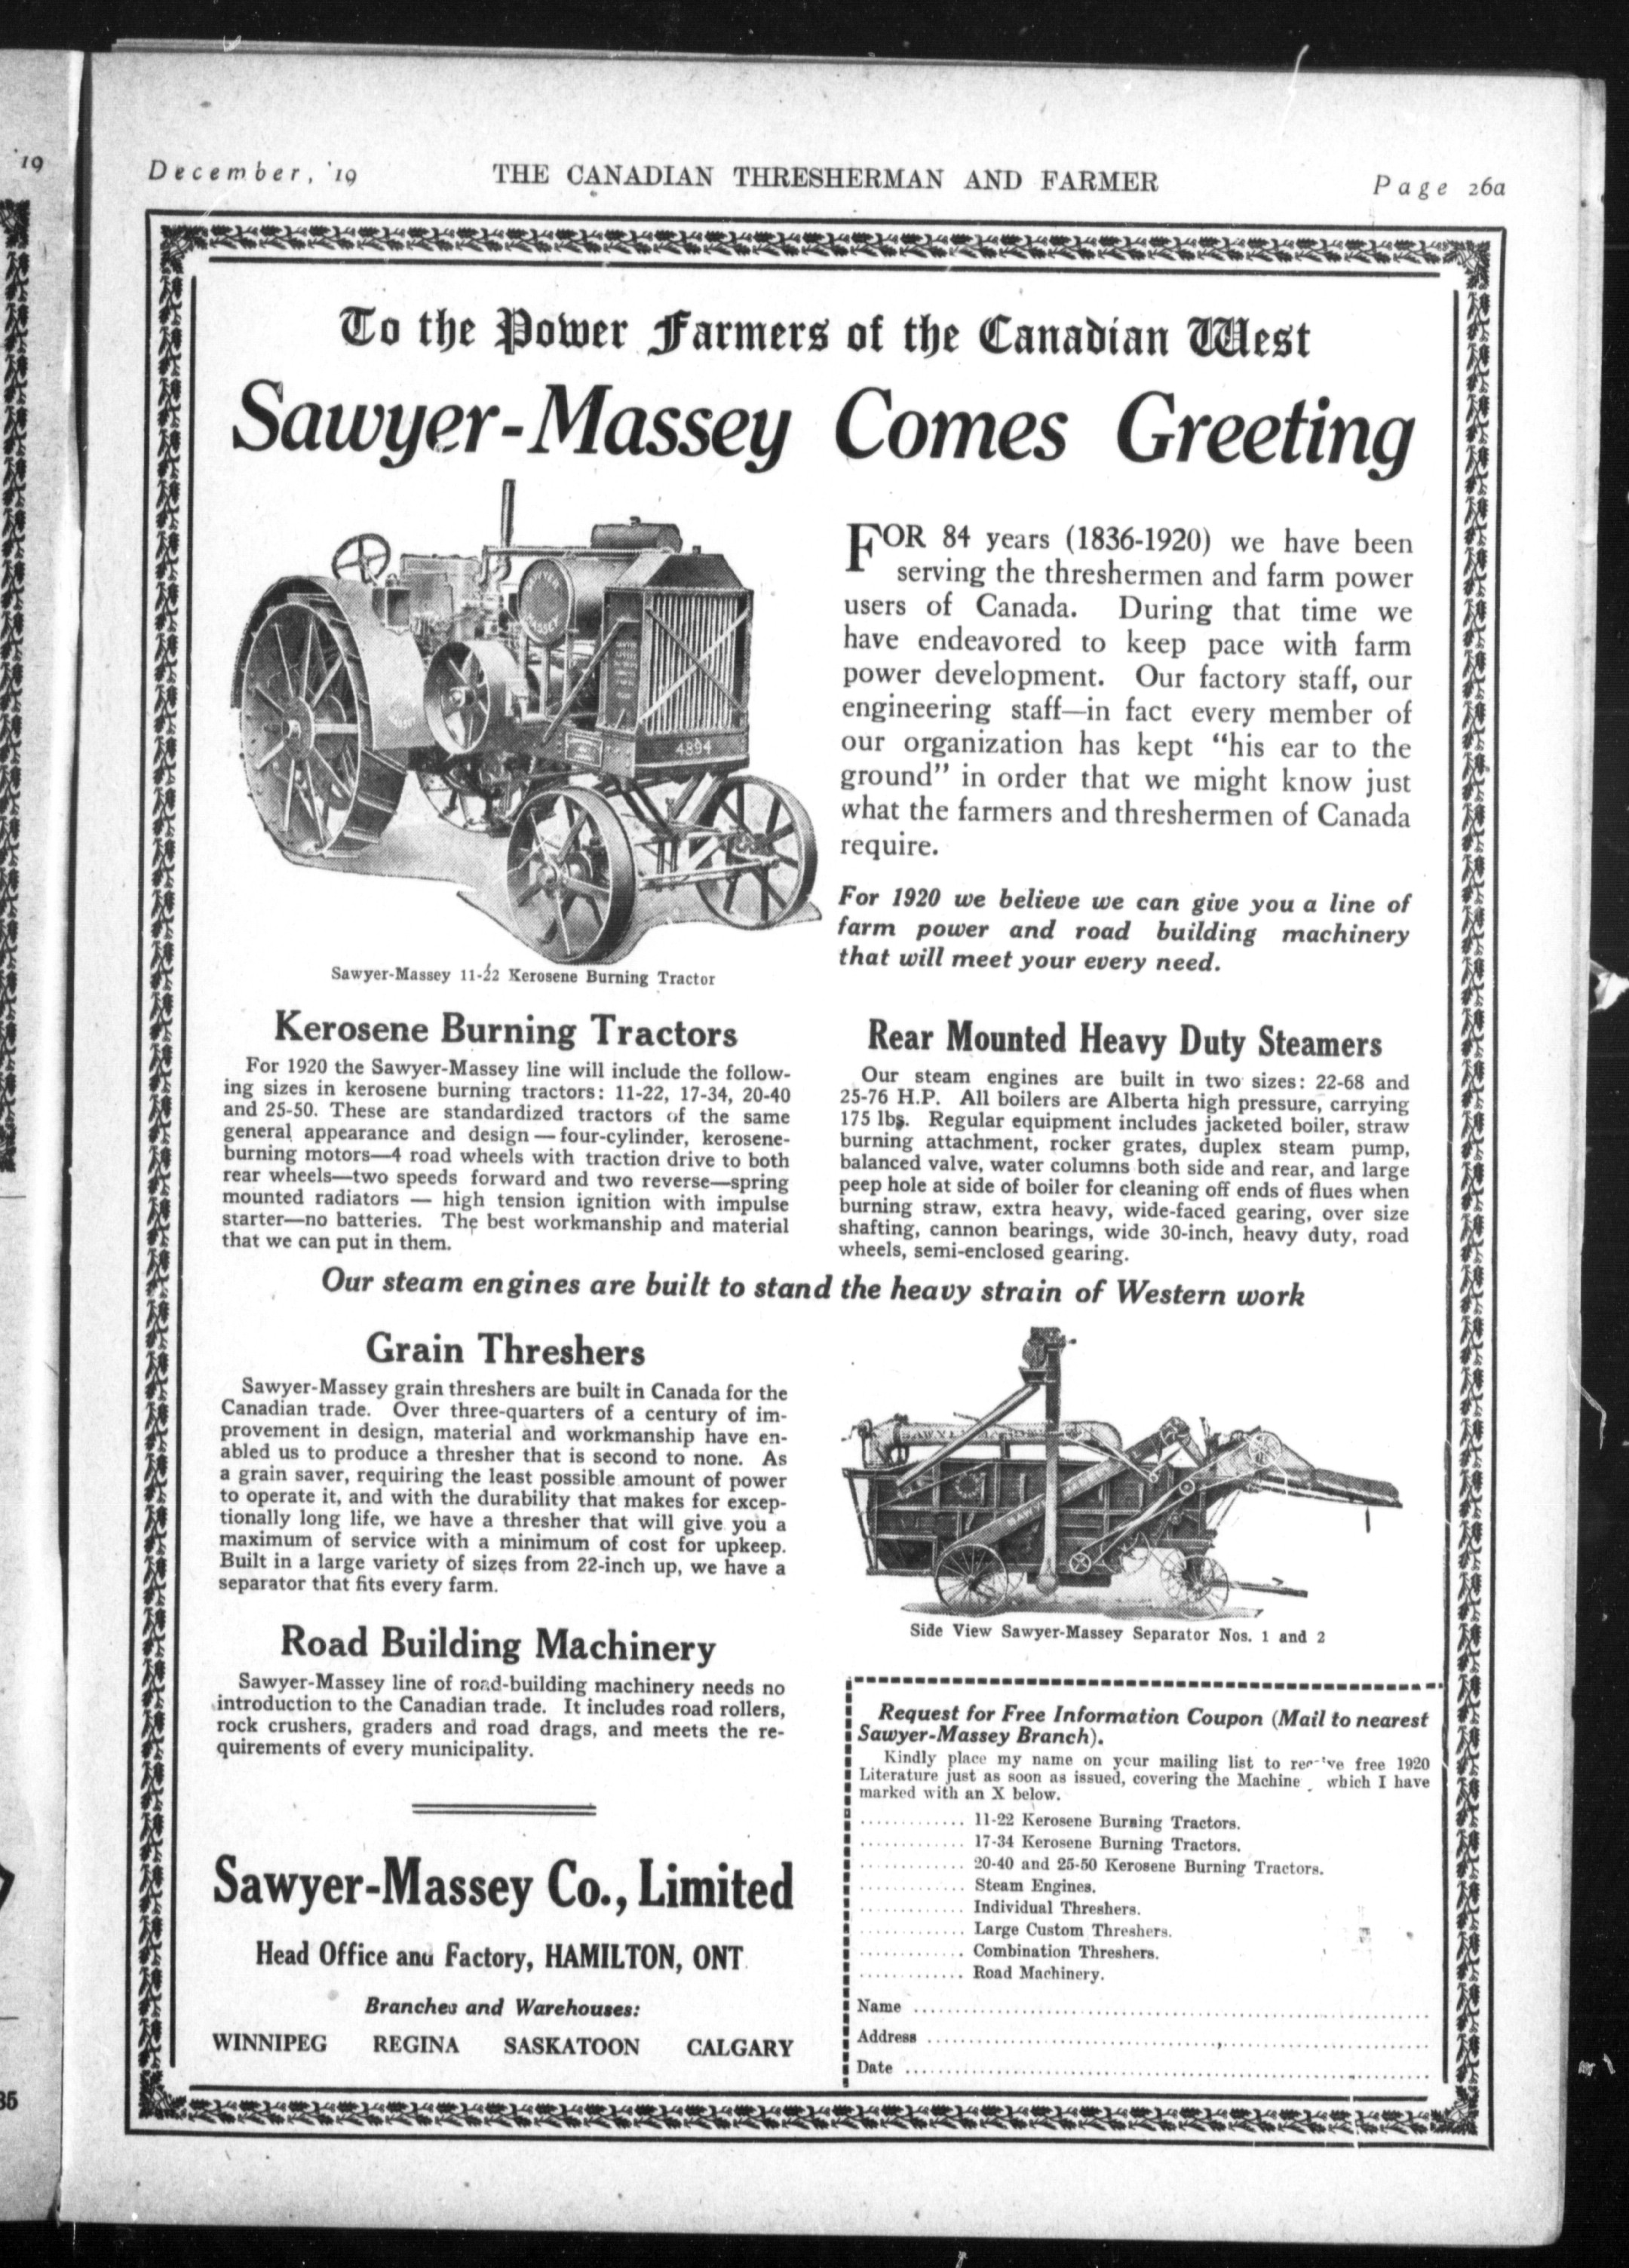 '19
December, '19
THE CANADIAN THRESHERMAN AND FARMER
Page 26a
To the Power Farmers of the Canadian West
Sawyer-Massey Comes Greeting
SAWYER
MASSEY
4894
Sawyer-Massey 11-22 Kerosene Burning Tractor
FOR 84 years (1836-1920) we have been
serving the threshermen and farm power
users of Canada. During that time we
have endeavored to keep pace with farm
power development. Our factory staff, our
engineering staff—in fact every member of
our organization has kept “his ear to the
ground” in order that we might know just
what the farmers and threshermen of Canada
require.
For 1920 we believe we can give you a line of
farm power and road building machinery
that will meet your every need.
Kerosene Burning Tractors
For 1920 the Sawyer-Massey line will include the follow-
ing sizes in kerosene burning tractors: 11-22, 17-34, 20-40
and 25-50. These are standardized tractors of the same
general appearance and design—four-cylinder, kerosene-
burning motors—4 road wheels with traction drive to both
rear wheels—two speeds forward and two reverse—spring
mounted radiators — high tension ignition with impulse
starter—no batteries. The best workmanship and material
that we can put in them.
Rear Mounted Heavy Duty Steamers
Our steam engines are built in two sizes: 22-68 and
25-76 H.P. All boilers are Alberta high pressure, carrying
175 lbs. Regular equipment includes jacketed boiler, straw
burning attachment, rocker grates, duplex steam pump,
balanced valve, water columns both side and rear, and large
peep hole at side of boiler for cleaning off ends of flues when
burning straw, extra heavy, wide-faced gearing, over size
shafting, cannon bearings, wide 30-inch, heavy duty, road
wheels, semi-enclosed gearing.
Our steam engines are built to stand the heavy strain of Western work
Grain Threshers
Sawyer-Massey grain threshers are built in Canada for the
Canadian trade. Over three-quarters of a century of im-
provement in design, material and workmanship have en-
abled us to produce a thresher that is second to none. As
a grain saver, requiring the least possible amount of power
to operate it, and with the durability that makes for excep-
tionally long life, we have a thresher that will give you a
maximum of service with a minimum of cost for upkeep.
Built in a large variety of sizes from 22-inch up, we have a
separator that fits every farm.
Side View Sawyer-Massey Separator Nos. 1 and 2
Road Building Machinery
Sawyer-Massey line of road-building machinery needs no
introduction to the Canadian trade. It includes road rollers,
rock crushers, graders and road drags, and meets the re-
quirements of every municipality.
Sawyer-Massey Co., Limited
Head Office and Factory, HAMILTON, ONT.
Branches and Warehouses:
WINNIPEG REGINA SASKATOON CALGARY
Request for Free Information Coupon (Mail to nearest
Sawyer-Massey Branch).
Kindly place my name on your mailing list to receive free 1920
Literature just as soon as issued, covering the Machine which I have
marked with an X below.
............ 11-22 Kerosene Burning Tractors.
............ 17-34 Kerosene Burning Tractors.
............ 20-40 and 25-50 Kerosene Burning Tractors.
............ Steam Engines.
............ Individual Threshers.
............ Large Custom Threshers.
............ Combination Threshers.
............ Road Machinery.
Name
Address
Date
35